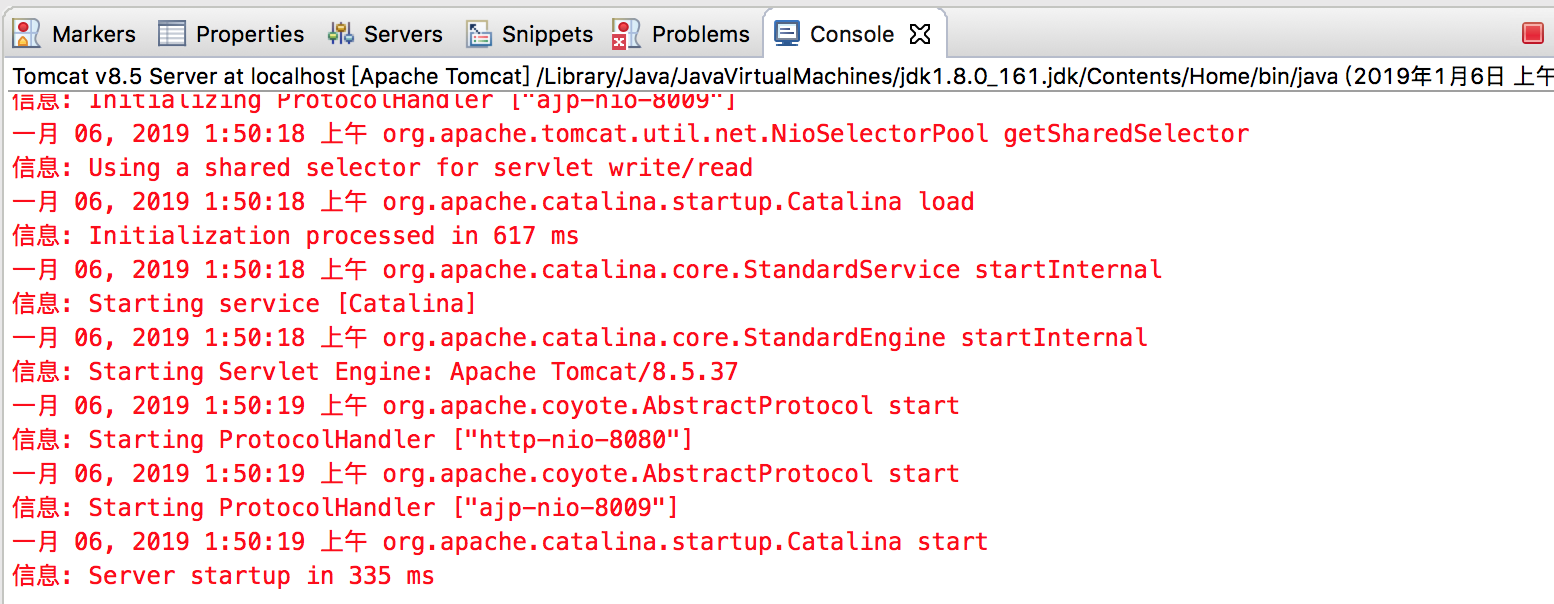 Markers Properties Servers Snippets Problems Console
Tomcat v8.5 Server at localhost [Apache Tomcat] /Library/Java/JavaVirtualMachines/jdk1.8.0_161.jdk/Contents/Home/bin/java (2019年1月6日 上午
信息: Initializing ProtocolHandler ["ajp-nio-8009"]
一月 06, 2019 1:50:18 上午 org.apache.tomcat.util.net.NioSelectorPool getSharedSelector
信息: Using a shared selector for servlet write/read
一月 06, 2019 1:50:18 上午 org.apache.catalina.startup.Catalina load
信息: Initialization processed in 617 ms
一月 06, 2019 1:50:18 上午 org.apache.catalina.core.StandardService startInternal
信息: Starting service [Catalina]
一月 06, 2019 1:50:18 上午 org.apache.catalina.core.StandardEngine startInternal
信息: Starting Servlet Engine: Apache Tomcat/8.5.37
一月 06, 2019 1:50:19 上午 org.apache.coyote.AbstractProtocol start
信息: Starting ProtocolHandler ["http-nio-8080"]
一月 06, 2019 1:50:19 上午 org.apache.coyote.AbstractProtocol start
信息: Starting ProtocolHandler ["ajp-nio-8009"]
一月 06, 2019 1:50:19 上午 org.apache.catalina.startup.Catalina start
信息: Server startup in 335 ms